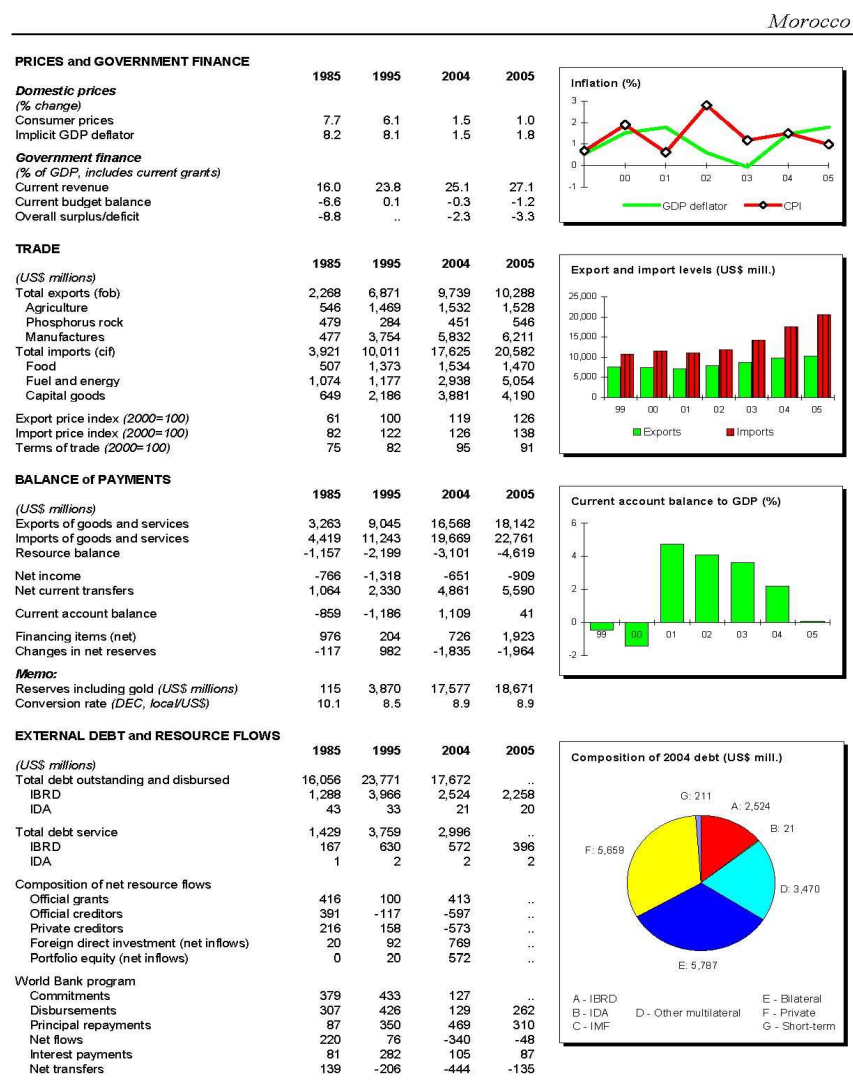 Morocco
PRICES and GOVERNMENT FINANCE
1985 1995 2004 2005
Domestic prices
(% change)
Consumer prices 7.7 6.1 1.5 1.0
Implicit GDP deflator 8.2 8.1 1.5 1.8
Government finance
(% of GDP, includes current grants)
Current revenue 16.0 23.8 25.1 27.1
Current budget balance -6.6 0.1 -0.3 -1.2
Overall surplus/deficit -8.8 .. -2.3 -3.3
Inflation (%)
3
2
1
0
-1
00 01 02 03 04 05
GDP deflator CPI
TRADE
1985 1995 2004 2005
(US$ millions)
Total exports (fob) 2,268 6,871 9,739 10,288
Agriculture 546 1,469 1,532 1,528
Phosphorus rock 479 284 451 546
Manufactures 477 3,754 5,832 6,211
Total imports (cif) 3,921 10,011 17,625 20,582
Food 507 1,373 1,534 1,470
Fuel and energy 1,074 1,177 2,938 5,054
Capital goods 649 2,186 3,881 4,190
Export price index (2000=100) 61 100 119 126
Import price index (2000=100) 82 122 126 138
Terms of trade (2000=100) 75 82 95 91
Export and import levels (US$ mill.)
25,000
20,000
15,000
10,000
5,000
0
99 00 01 02 03 04 05
Exports Imports
BALANCE of PAYMENTS
1985 1995 2004 2005
(US$ millions)
Exports of goods and services 3,263 9,045 16,568 18,142
Imports of goods and services 4,419 11,243 19,669 22,761
Resource balance -1,157 -2,199 -3,101 -4,619
Net income -766 -1,318 -651 -909
Net current transfers 1,064 2,330 4,861 5,590
Current account balance -859 -1,186 1,109 41
Financing items (net) 976 204 726 1,923
Changes in net reserves -117 982 -1,835 -1,964
Memo:
Reserves including gold (US$ millions) 115 3,870 17,577 18,671
Conversion rate (DEC, local/US$) 10.1 8.5 8.9 8.9
Current account balance to GDP (%)
6
4
2
0
-2
99 00 01 02 03 04 05
EXTERNAL DEBT and RESOURCE FLOWS
1985 1995 2004 2005
(US$ millions)
Total debt outstanding and disbursed 16,056 23,771 17,672 ..
IBRD 1,288 3,966 2,524 2,258
IDA 43 33 21 20
Total debt service 1,429 3,759 2,996 ..
IBRD 167 630 572 396
IDA 1 2 2 2
Composition of net resource flows
Official grants 416 100 413 ..
Official creditors 391 -117 -597 ..
Private creditors 216 158 -573 ..
Foreign direct investment (net inflows) 20 92 769 ..
Portfolio equity (net inflows) 0 20 572 ..
World Bank program
Commitments 379 433 127 ..
Disbursements 307 426 129 262
Principal repayments 87 350 469 310
Net flows 220 76 -340 -48
Interest payments 81 282 105 87
Net transfers 139 -206 -444 -135
Composition of 2004 debt (US$ mill.)
G: 211
A: 2,524
B: 21
F: 5,659
D: 3,470
E: 5,787
A - IBRD E - Bilateral
B - IDA D - Other multilateral F - Private
C - IMF G - Short-term